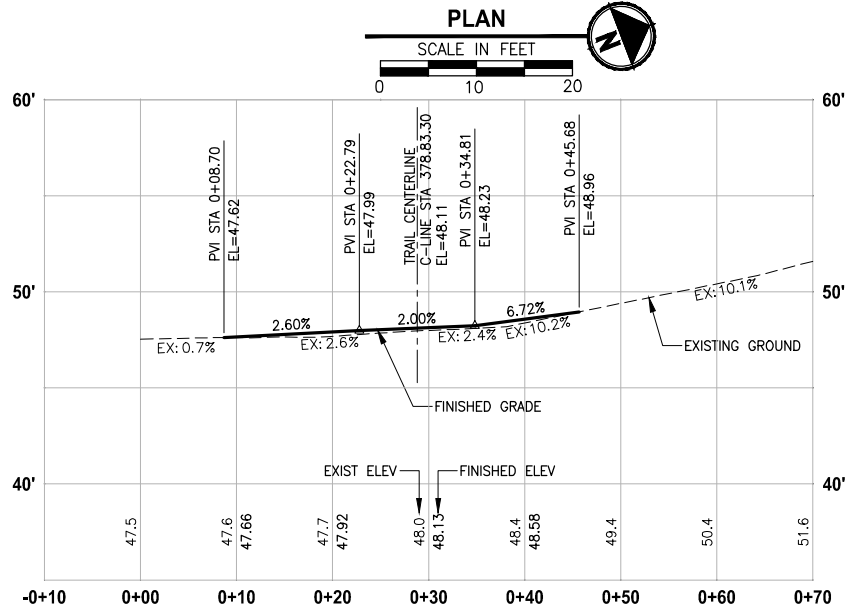 PLAN
N
SCALE IN FEET
0 10 20
60' 60'
PVI STA 0+08.70
EL=47.62
PVI STA 0+22.79
EL=47.99
TRAIL CENTERLINE
C-LINE STA 378.83.30
EL=48.11
PVI STA 0+34.81
EL=48.23
PVI STA 0+45.68
EL=48.96
50' 50'
2.60% 2.00% 6.72%
EX: 0.7% EX: 2.6% EX: 2.4% EX: 10.2% EX: 10.1%
EXISTING GROUND
FINISHED GRADE
EXIST ELEV FINISHED ELEV
40' 40'
47.5
47.6
47.66
47.7
47.92
48.0
48.13
48.4
48.58
49.4
50.4
51.6
-0+10 0+00 0+10 0+20 0+30 0+40 0+50 0+60 0+70